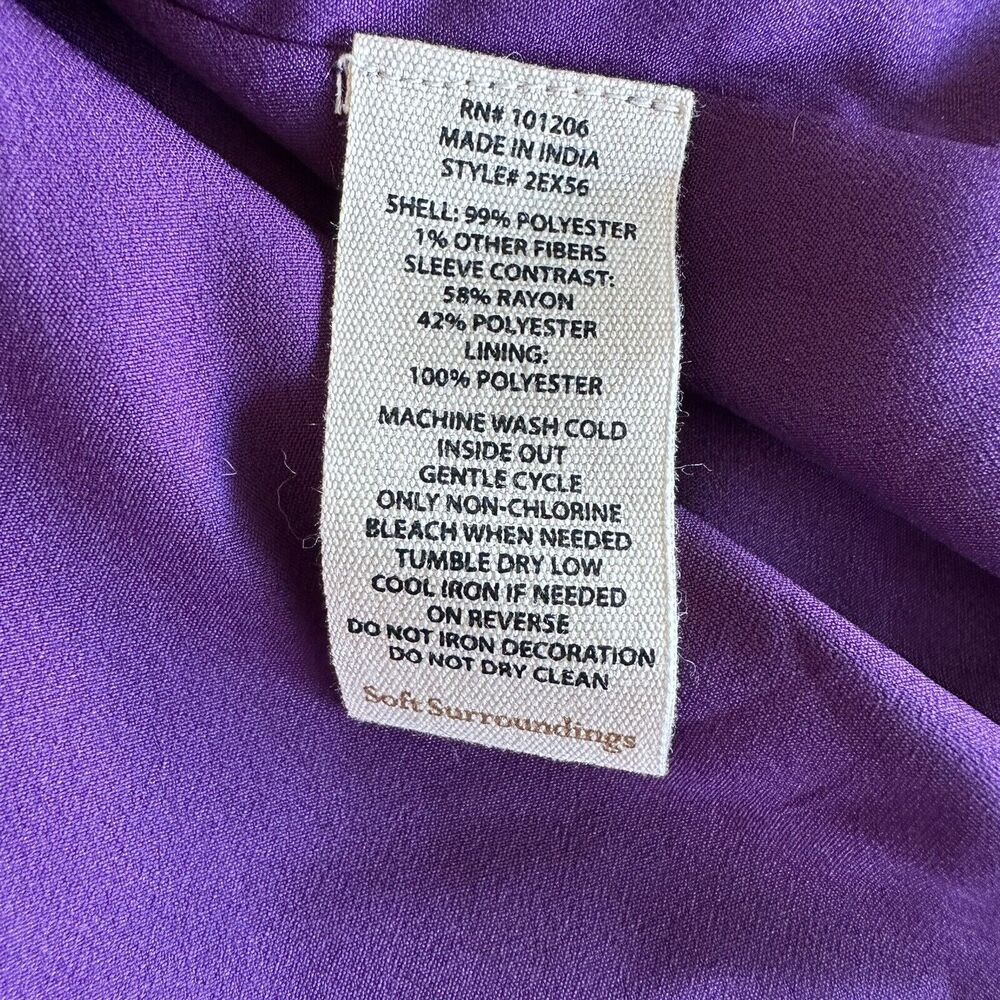 RN# 101206
MADE IN INDIA
STYLE# 2EX56
SHELL: 99% POLYESTER
1% OTHER FIBERS
SLEEVE CONTRAST:
58% RAYON
42% POLYESTER
LINING:
100% POLYESTER
MACHINE WASH COLD
INSIDE OUT
GENTLE CYCLE
ONLY NON-CHLORINE
BLEACH WHEN NEEDED
TUMBLE DRY LOW
COOL IRON IF NEEDED
ON REVERSE
DO NOT IRON DECORATION
DO NOT DRY CLEAN
Soft Surroundings